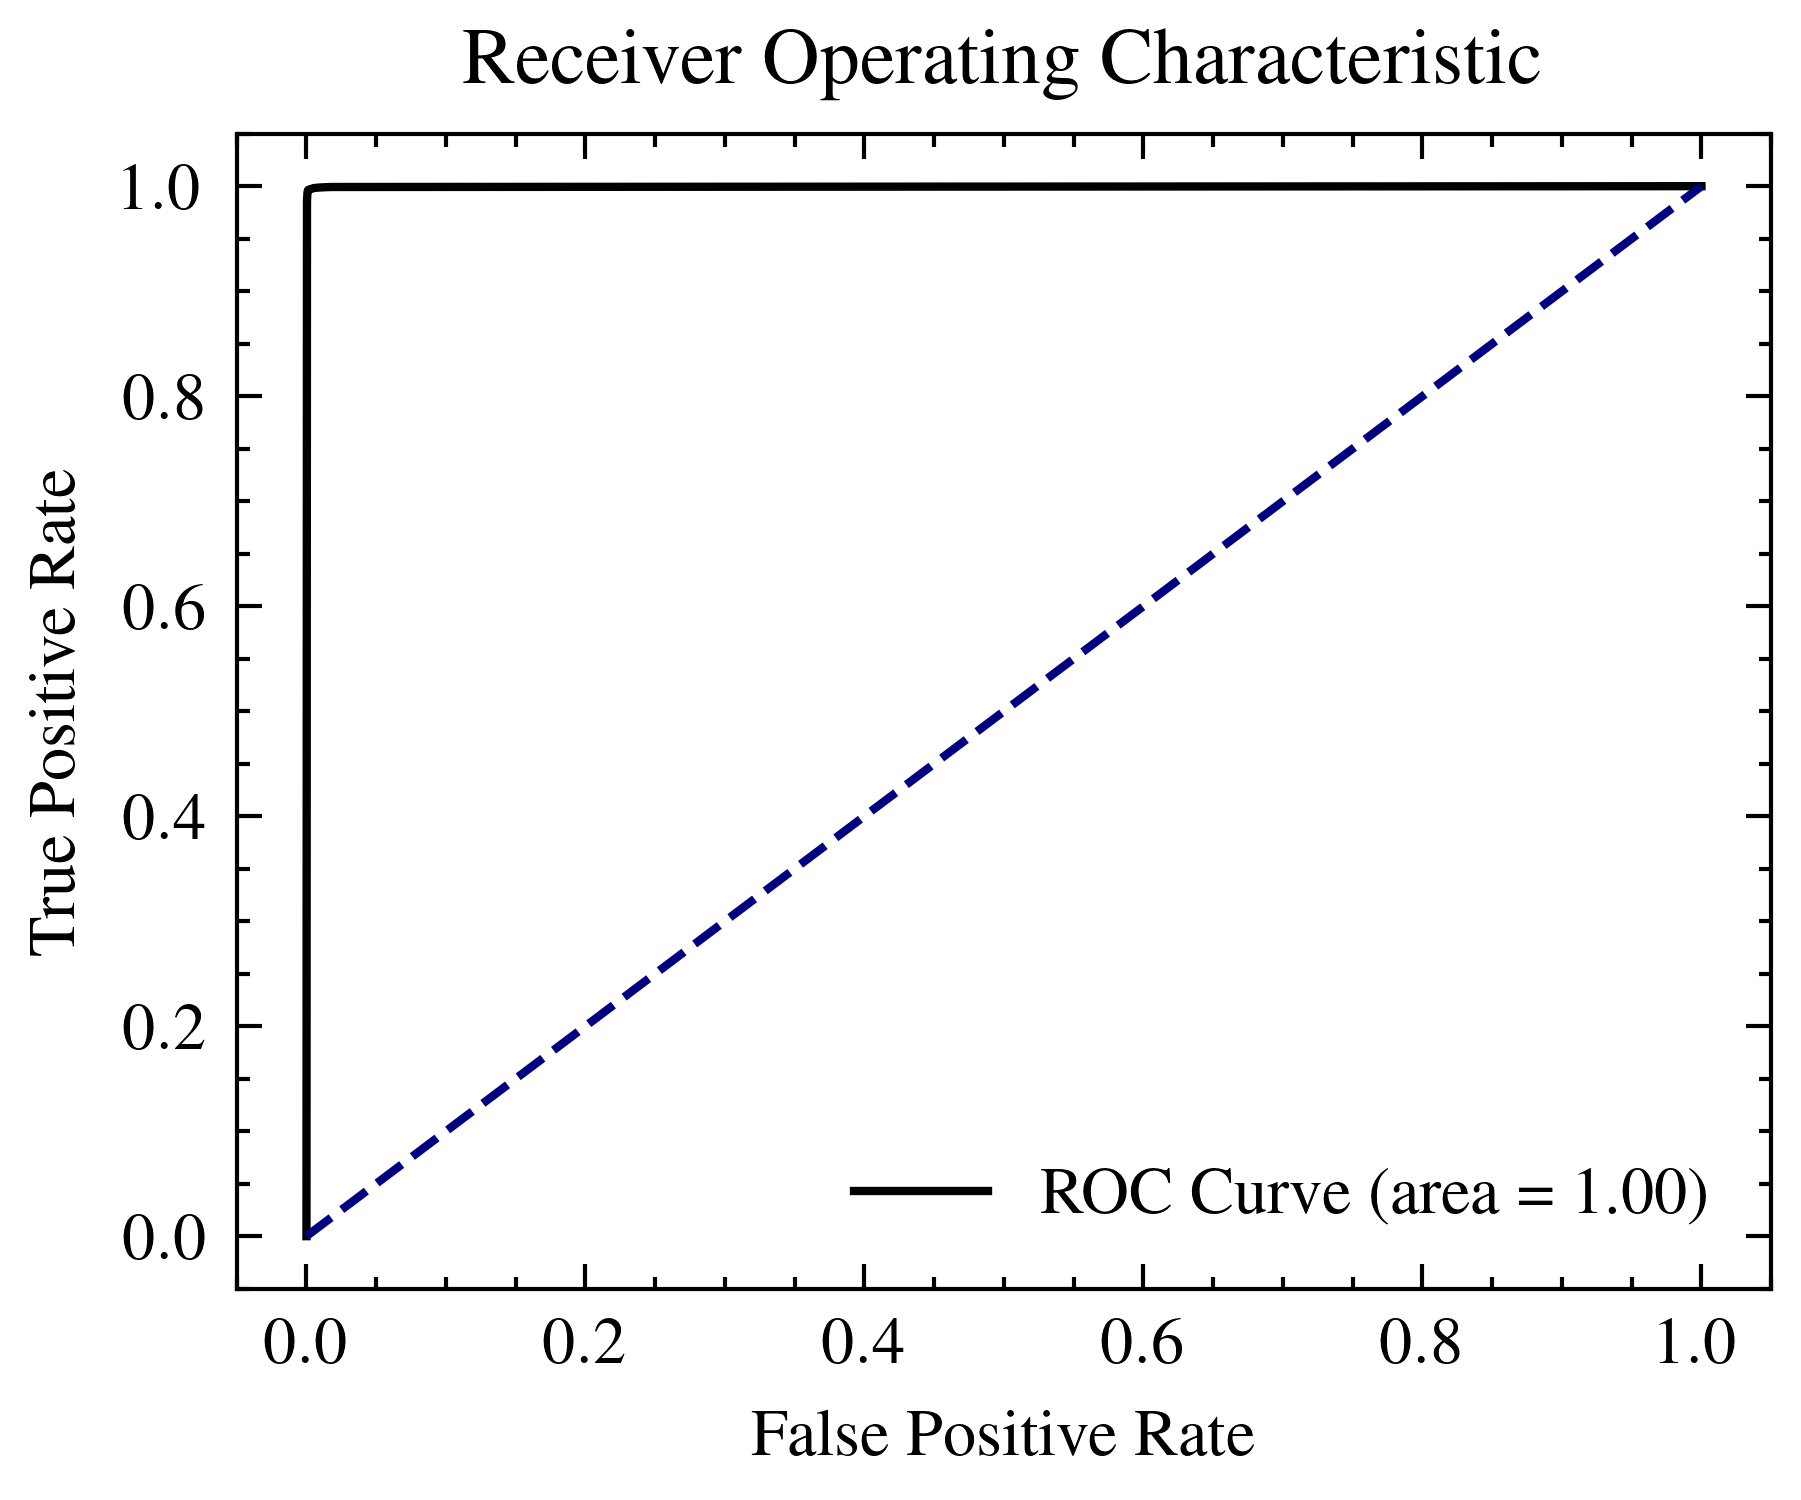 Receiver Operating Characteristic
1.0
0.8
0.6
0.4
0.2
0.0
True Positive Rate
ROC Curve (area = 1.00)
0.0 0.2 0.4 0.6 0.8 1.0
False Positive Rate